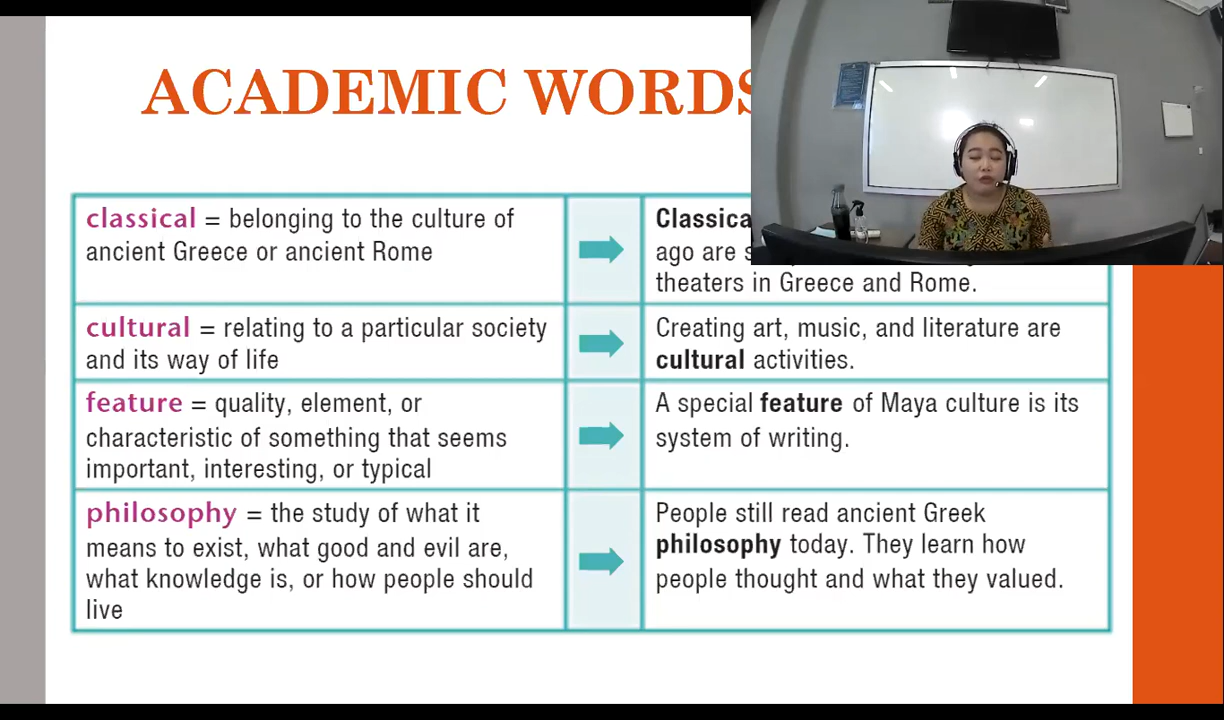 ACADEMIC WORDS
classical = belonging to the culture of
ancient Greece or ancient Rome
ago are
theaters in Greece and Rome.
cultural = relating to a particular society
and its way of life
Creating art, music, and literature are
cultural activities.
feature = quality, element, or
characteristic of something that seems
important, interesting, or typical
A special feature of Maya culture is its
system of writing.
philosophy = the study of what it
means to exist, what good and evil are,
what knowledge is, or how people should
live
People still read ancient Greek
philosophy today. They learn how
people thought and what they valued.